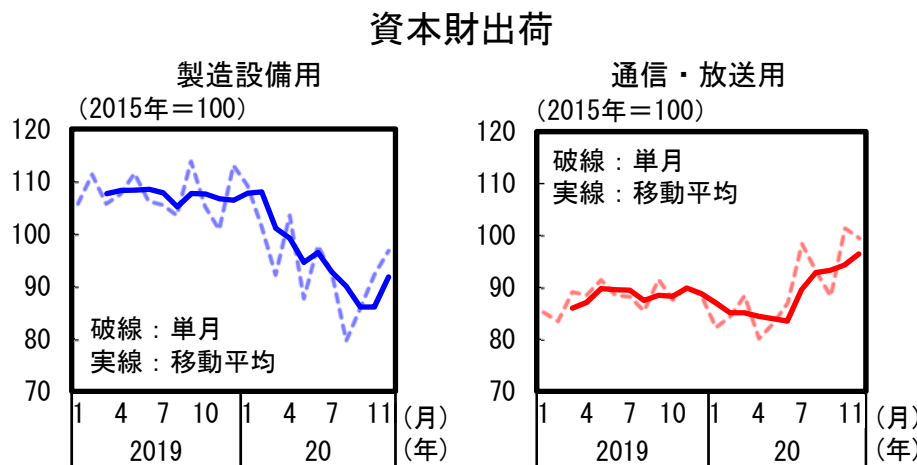 資本財出荷
製造設備用
(2015年=100)
120
110
100
90
80
70
破線:単月
実線:移動平均
1 4 7 10 1 4 7 11 (月)
2019 20 (年)
通信・放送用
(2015年=100)
120
110
100
90
80
70
破線:単月
実線:移動平均
1 4 7 10 1 4 7 11 (月)
2019 20 (年)